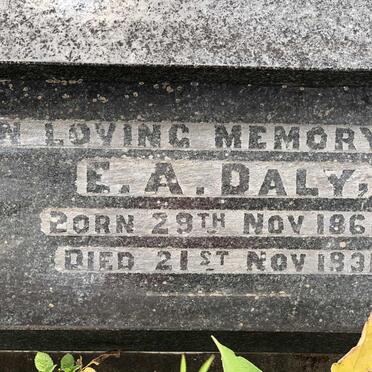 N LOVING MEMORY
E. A. DALY,
BORN 29TH NOV 186
DIED 21ST NOV 193